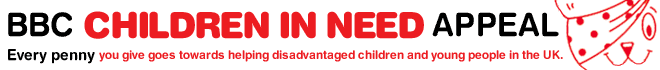 BBC CHILDREN IN NEED APPEAL
Every penny you give goes towards helping disadvantaged children and young people in the UK.